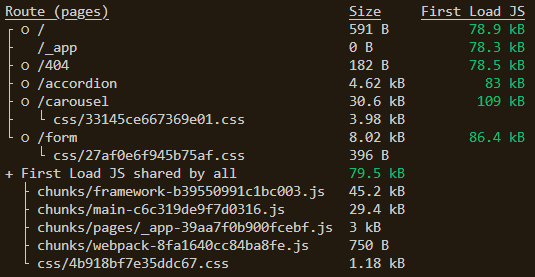 Route (pages) Size First Load JS
┌ ○ / 591 B 78.9 kB
├   /_app 0 B 78.3 kB
├ ○ /404 182 B 78.5 kB
├ ○ /accordion 4.62 kB 83 kB
├ ○ /carousel 30.6 kB 109 kB
├   └ css/33145ce667369e01.css 3.98 kB
└ ○ /form 8.02 kB 86.4 kB
    └ css/27af0e6f945b75af.css 396 B
+ First Load JS shared by all 79.5 kB
  ├ chunks/framework-b39550991c1bc003.js 45.2 kB
  ├ chunks/main-c6c319de9f7d0316.js 29.4 kB
  ├ chunks/pages/_app-39aa7f0b900fcebf.js 3 kB
  ├ chunks/webpack-8fa1640cc84ba8fe.js 750 B
  └ css/4b918bf7e35ddc67.css 1.18 kB